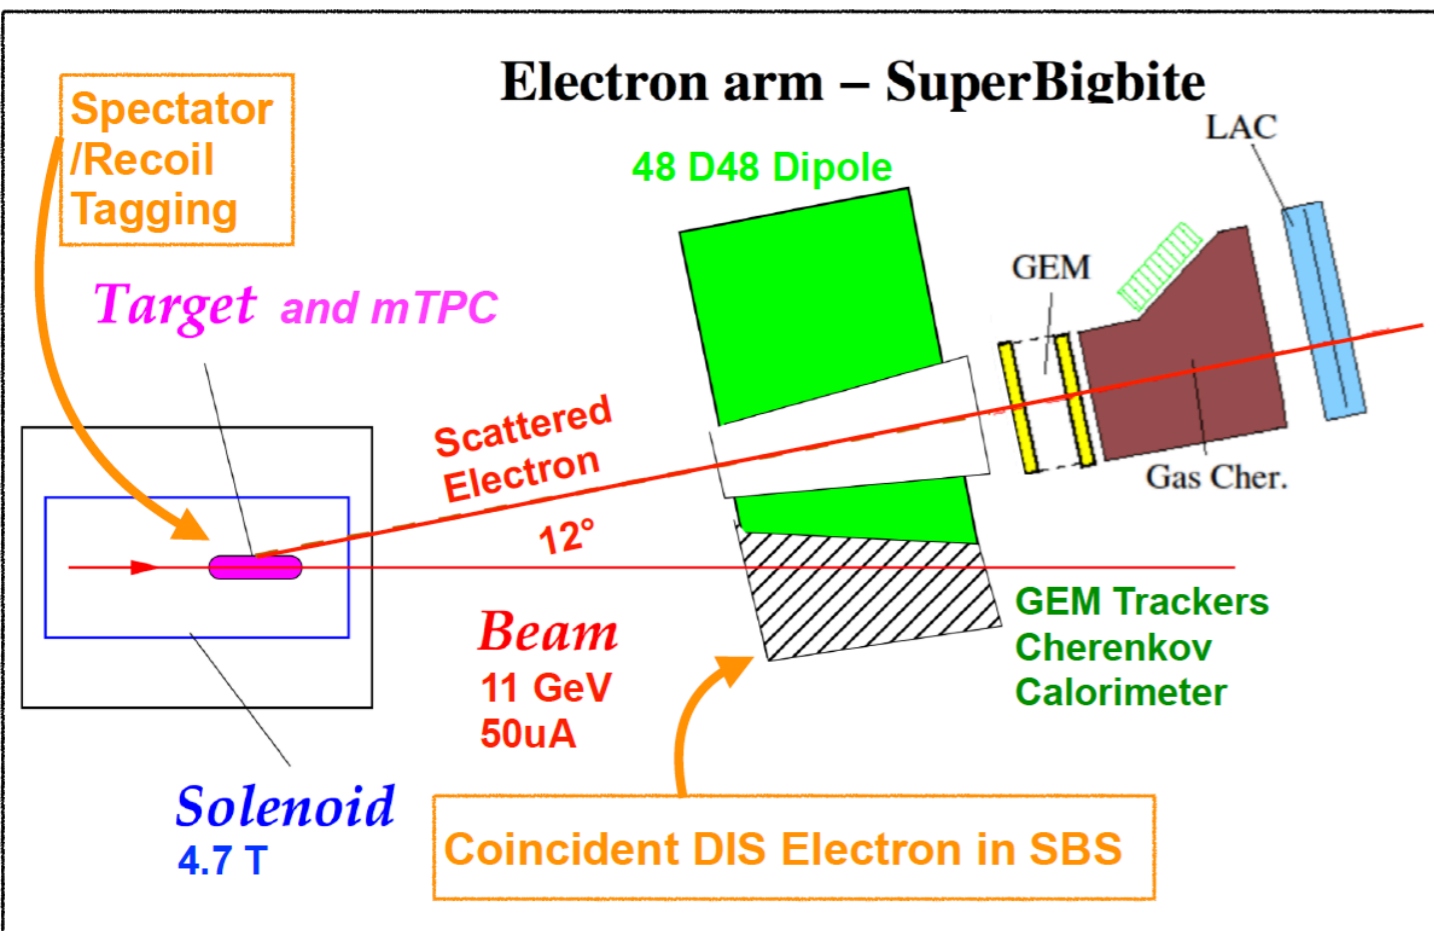 Electron arm – SuperBigbite
Spectator
/Recoil
Tagging
48 D48 Dipole
LAC
GEM
Target and mTPC
Scattered
Electron
Gas Cher.
12°
Beam
11 GeV
50uA
GEM Trackers
Cherenkov
Calorimeter
Solenoid
4.7 T
Coincident DIS Electron in SBS